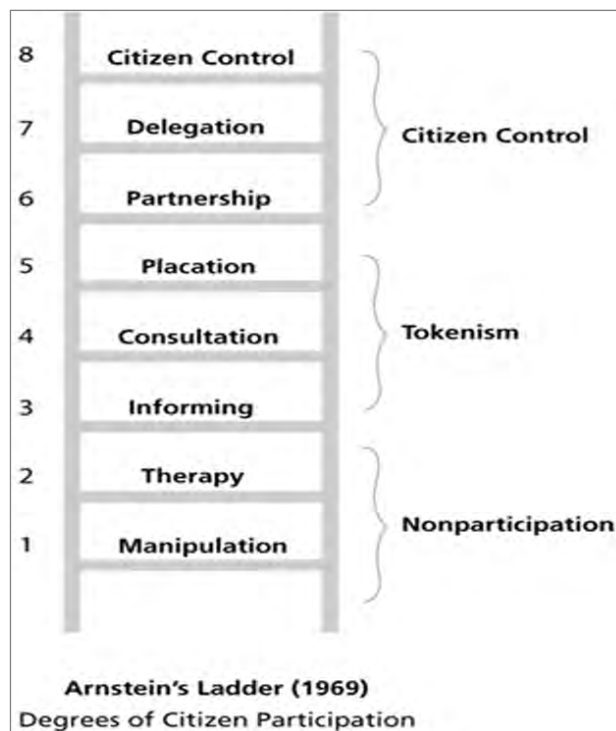 8 Citizen Control
7 Delegation
Citizen Control
6 Partnership
5 Placation
4 Consultation
Tokenism
3 Informing
2 Therapy
Nonparticipation
1 Manipulation
Arnstein's Ladder (1969)
Degrees of Citizen Participation